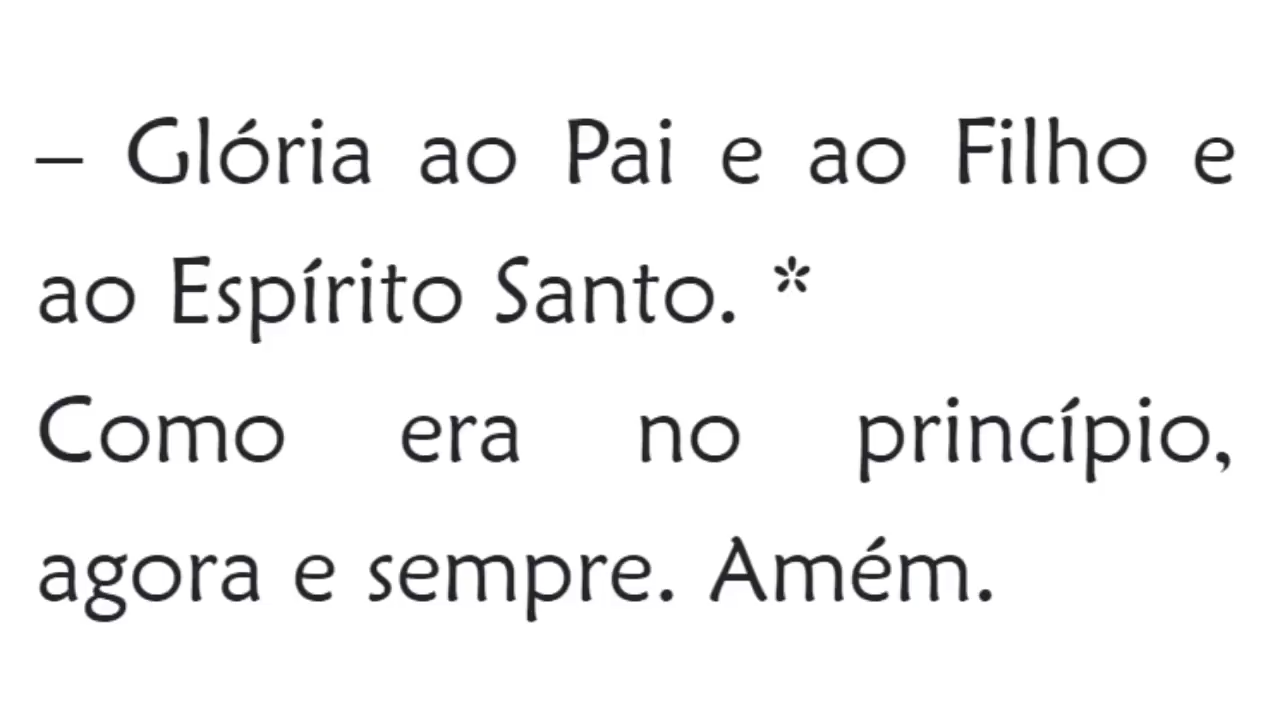 – Glória ao Pai e ao Filho e
ao Espírito Santo. *
Como era no princípio,
agora e sempre. Amém.